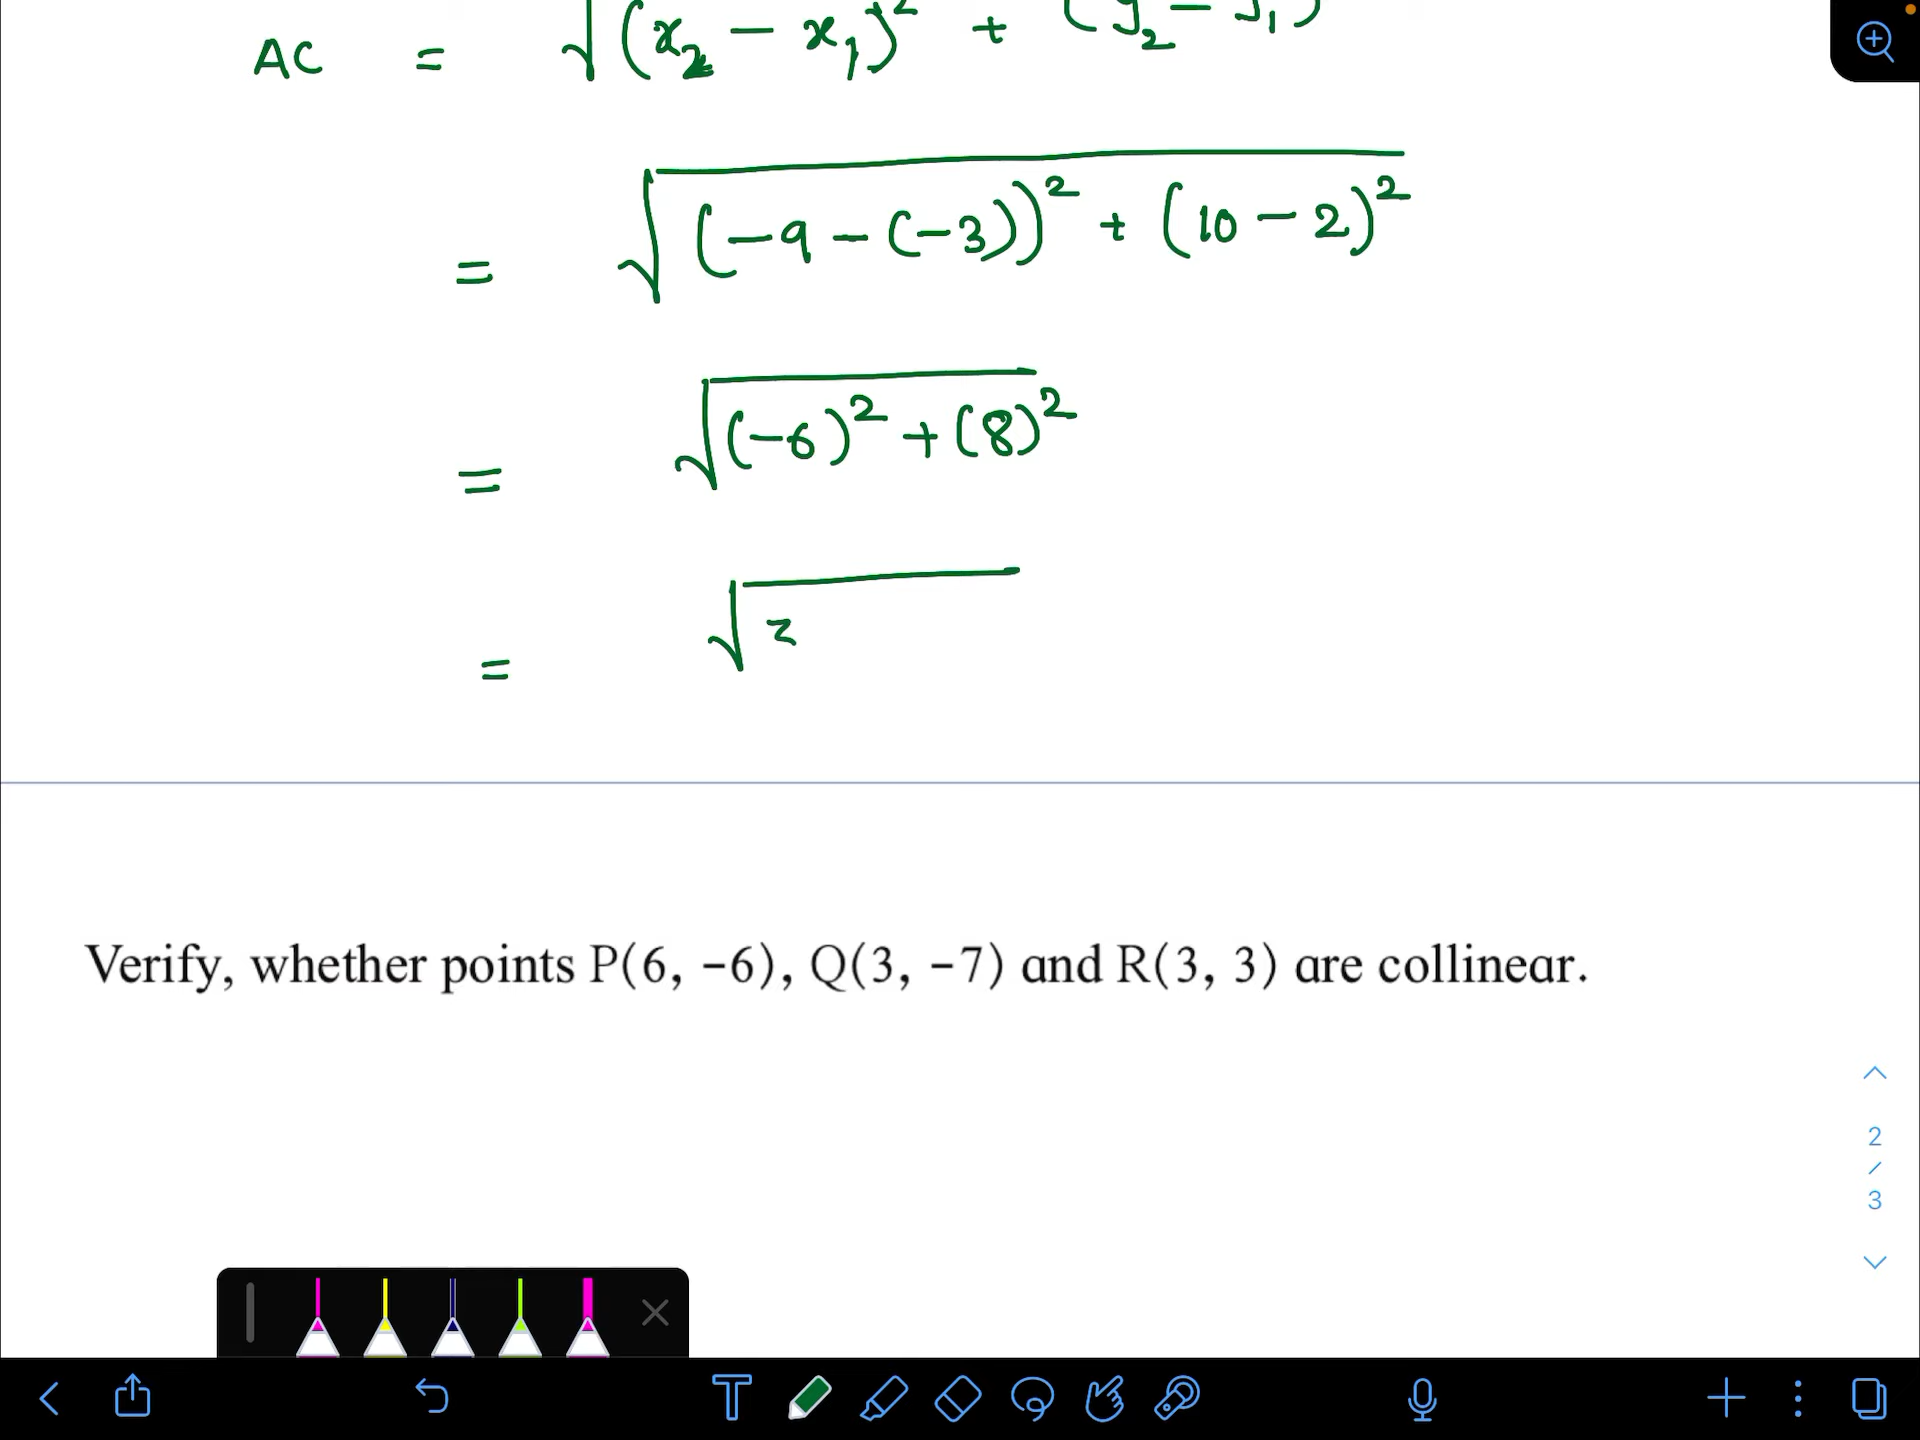 AC = √(x₂ − x₁)² + (y₂ − y₁)
= √(−9 − (−3))² + (10 − 2)²
= √(−6)² + (8)²
= √
Verify, whether points P(6, −6), Q(3, −7) and R(3, 3) are collinear.
2
/
3
T